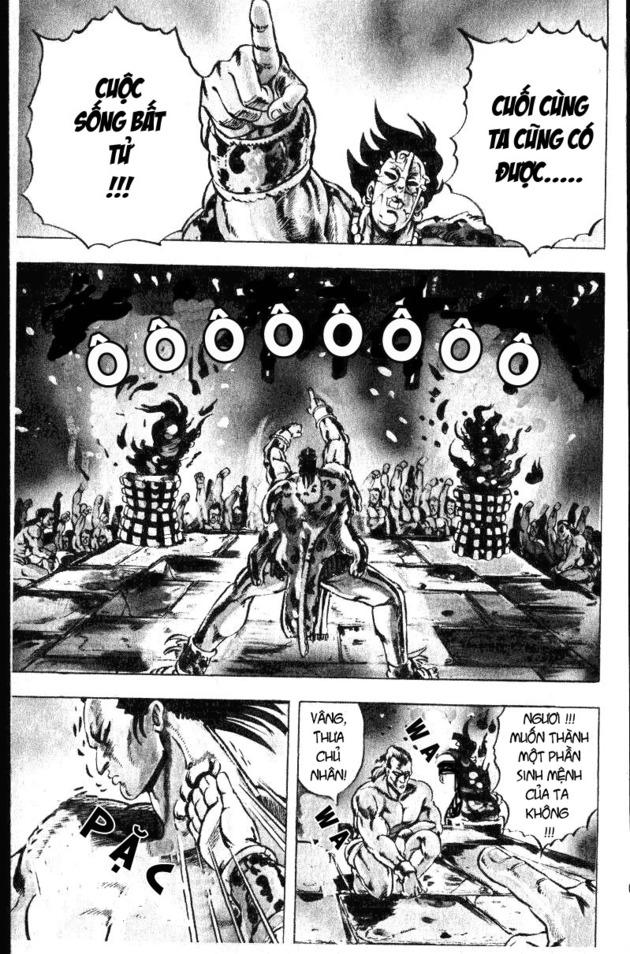 CUỐI CÙNG
TA CŨNG CÓ
ĐƯỢC.....
CUỘC
SỐNG BẤT
TỬ
!!!
Ô Ô Ô Ô Ô Ô Ô Ô
NGƯƠI !!!
MUỐN THÀNH
MỘT PHẦN
SINH MỆNH
CỦA TA
KHÔNG
!!!
WA
VÂNG,
THƯA
CHỦ
NHÂN!
WA
PẶC